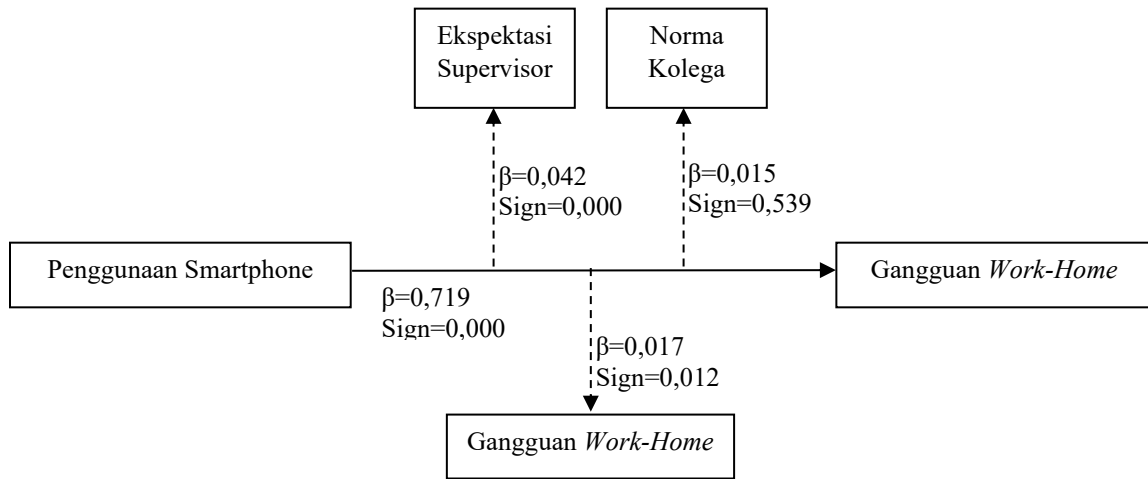 Ekspektasi
Supervisor
Norma
Kolega
β=0,042
Sign=0,000
β=0,015
Sign=0,539
Penggunaan Smartphone
Gangguan Work-Home
β=0,719
Sign=0,000
β=0,017
Sign=0,012
Gangguan Work-Home